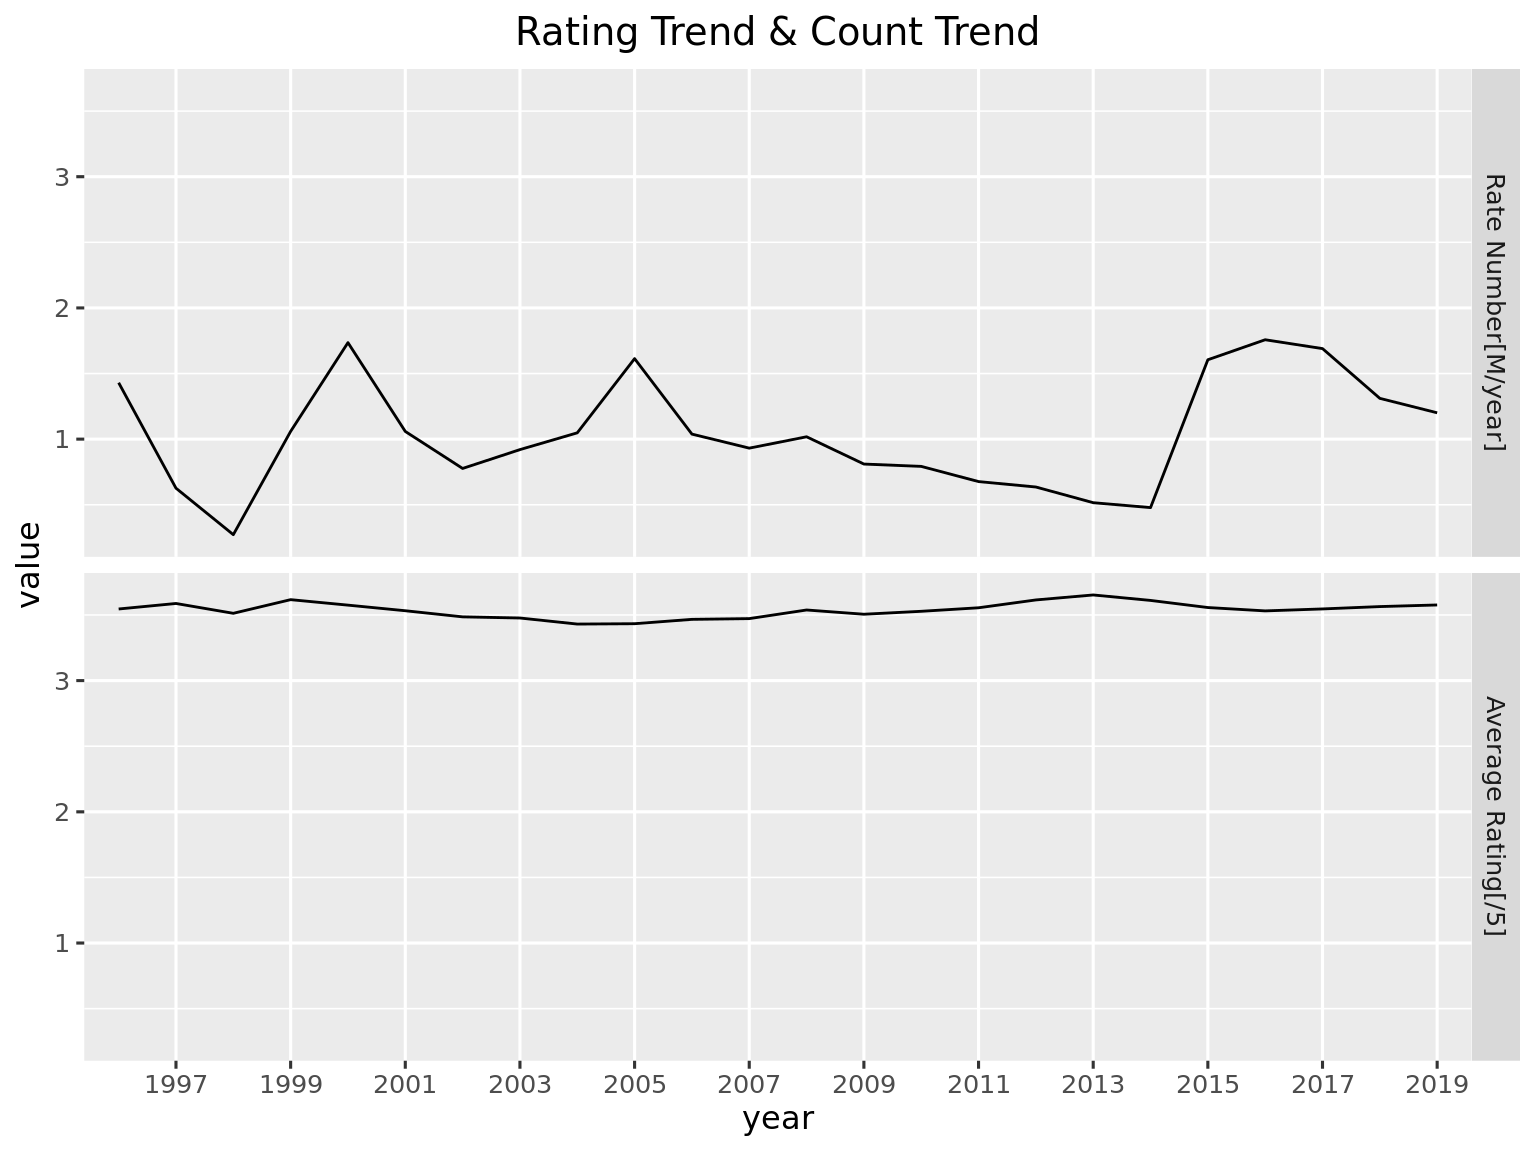 Rating Trend & Count Trend
3
2
1
Rate Number[M/year]
value
3
2
1
Average Rating[/5]
1997 1999 2001 2003 2005 2007 2009 2011 2013 2015 2017 2019
year